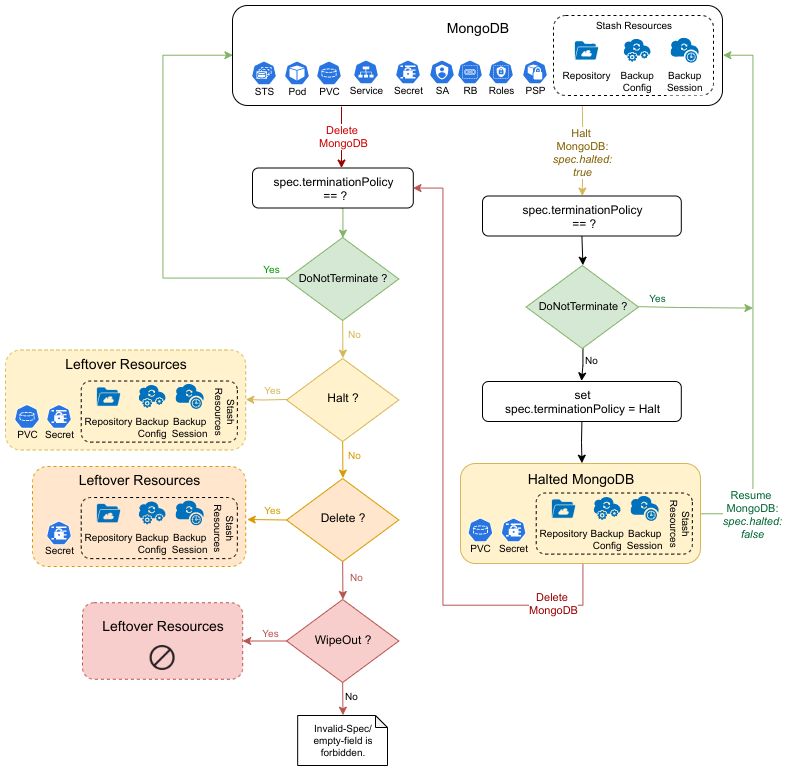 MongoDB
Stash Resources
STS
Pod
PVC
Service
Secret
SA
RB
Roles
PSP
Repository
Backup
Config
Backup
Session
Delete
MongoDB
Halt
MongoDB:
spec.halted:
true
spec.terminationPolicy
== ?
spec.terminationPolicy
== ?
DoNotTerminate ?
Yes
No
DoNotTerminate ?
Yes
No
Leftover Resources
PVC
Secret
Repository
Backup
Config
Backup
Session
Stash
Resources
Yes
Halt ?
No
set
spec.terminationPolicy = Halt
Leftover Resources
Secret
Repository
Backup
Config
Backup
Session
Stash
Resources
Yes
Delete ?
No
Halted MongoDB
PVC
Secret
Repository
Backup
Config
Backup
Session
Stash
Resources
Resume
MongoDB:
spec.halted:
false
Delete
MongoDB
Leftover Resources
Yes
WipeOut ?
No
Invalid-Spec/
empty-field is
forbidden.